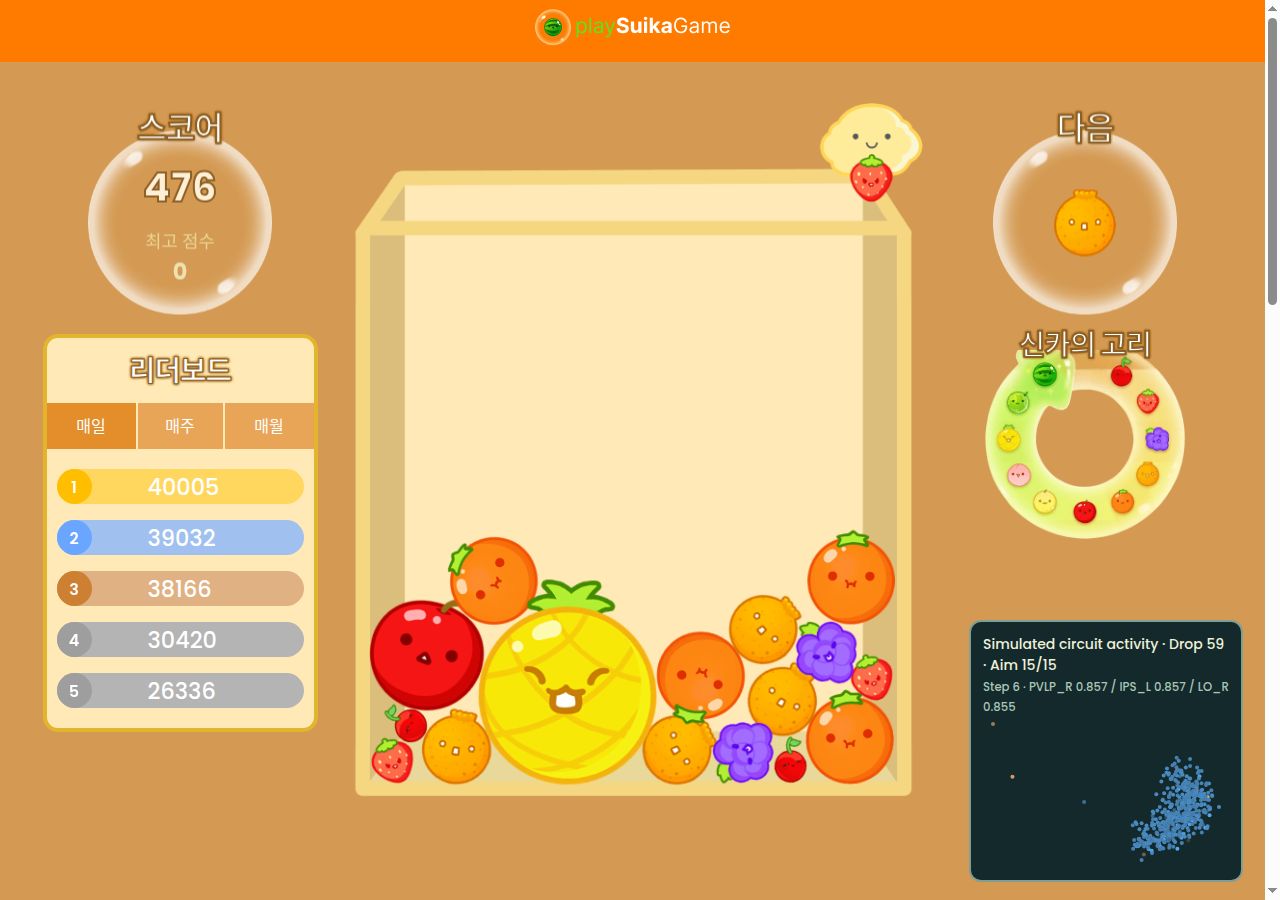 playSuikaGame
스코어
476
최고 점수
0
다음
신카의 고리
리더보드
매일 매주 매월
1 40005
2 39032
3 38166
4 30420
5 26336
Simulated circuit activity · Drop 59
· Aim 15/15
Step 6 · PVLP_R 0.857 / IPS_L 0.857 / LO_R
0.855